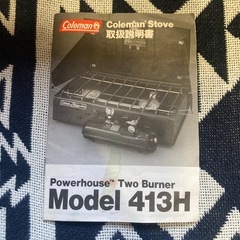 Coleman
Coleman Stove
取扱説明書
Powerhouse™ Two Burner
Model 413H